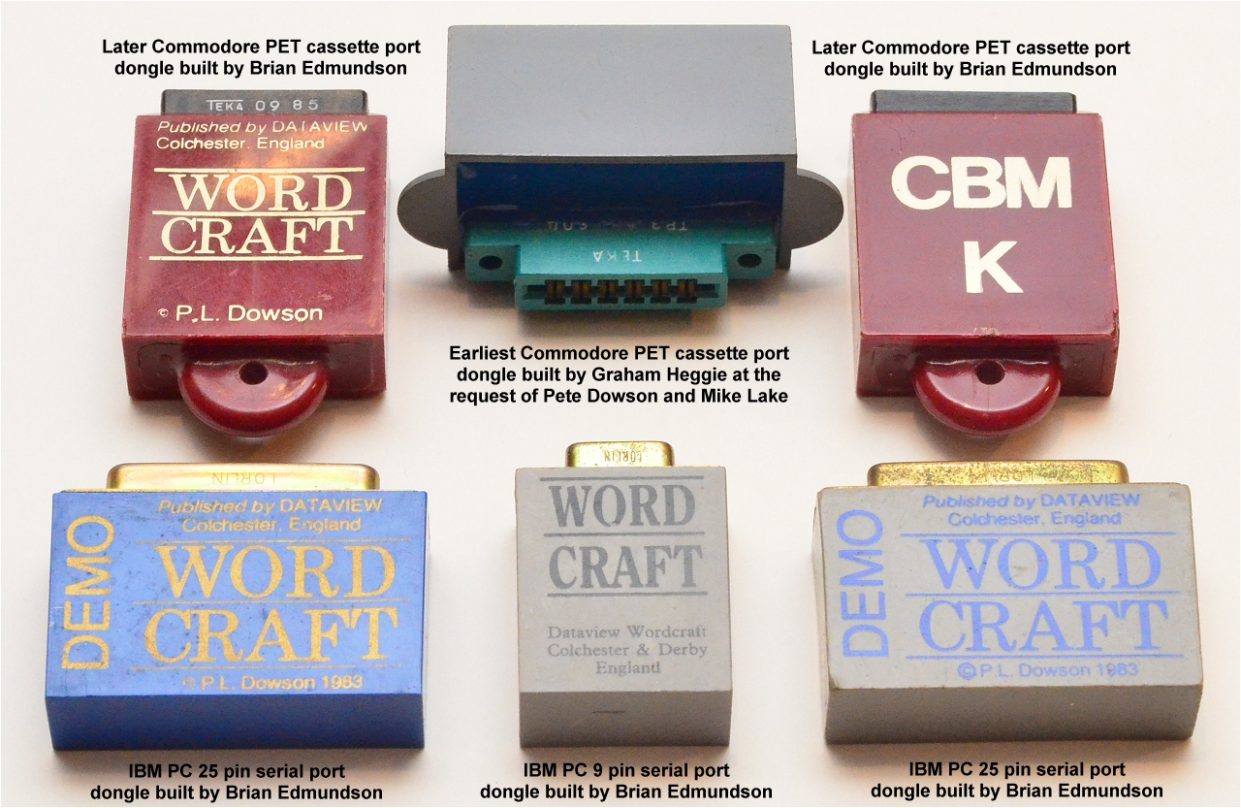 Later Commodore PET cassette port
dongle built by Brian Edmundson
TEKA 09 85
Published by DATAVIEW
Colchester, England
WORD
CRAFT
© P.L. Dowson
TP3
TEKA
Earliest Commodore PET cassette port
dongle built by Graham Heggie at the
request of Pete Dowson and Mike Lake
Later Commodore PET cassette port
dongle built by Brian Edmundson
CBM
K
LORLIN
DEMO
Published by DATAVIEW
Colchester, England
WORD
CRAFT
© P.L. Dowson 1983
IBM PC 25 pin serial port
dongle built by Brian Edmundson
LORLIN
WORD
CRAFT
Dataview Wordcraft
Colchester & Derby
England
IBM PC 9 pin serial port
dongle built by Brian Edmundson
DEMO
Published by DATAVIEW
Colchester, England
WORD
CRAFT
© P.L. Dowson 1983
IBM PC 25 pin serial port
dongle built by Brian Edmundson